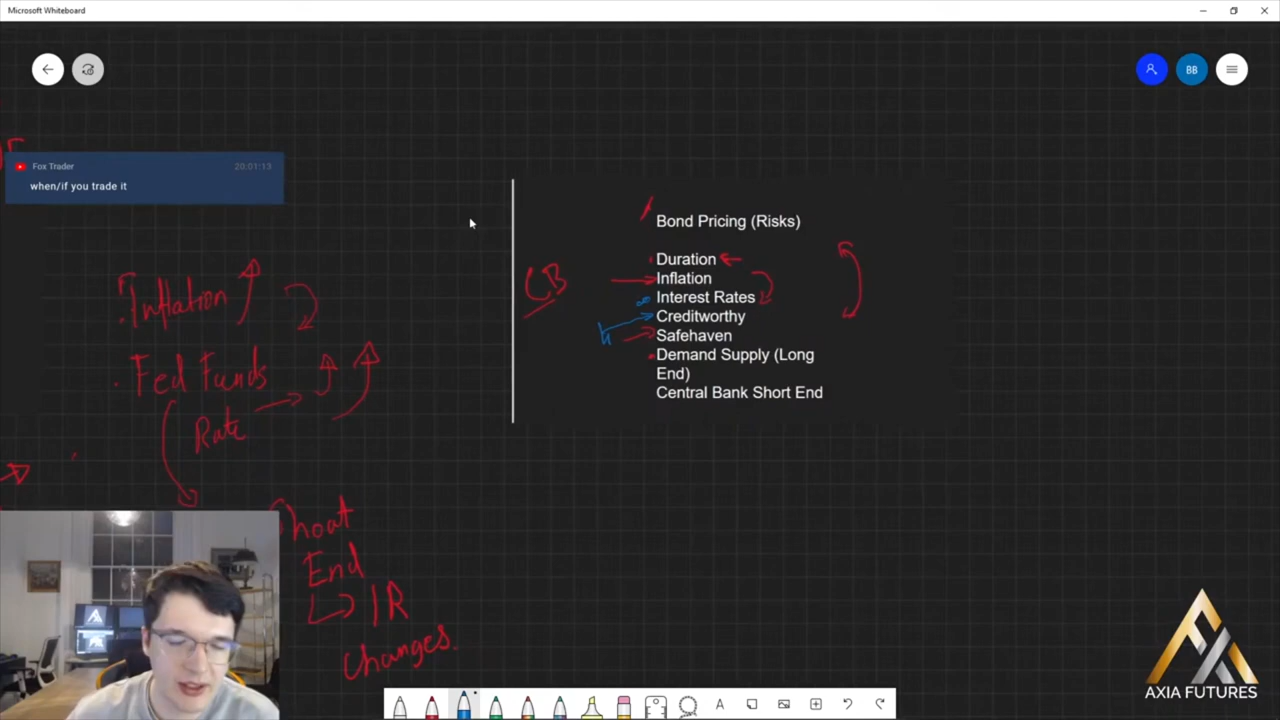 Microsoft Whiteboard
BB
Fox Trader
20:01:13
when/if you trade it
Inflation
Fed Funds
Rate
Short
End
IR
changes.
CB
Bond Pricing (Risks)
Duration
Inflation
Interest Rates
Creditworthy
Safehaven
Demand Supply (Long
End)
Central Bank Short End
A
AXIA FUTURES